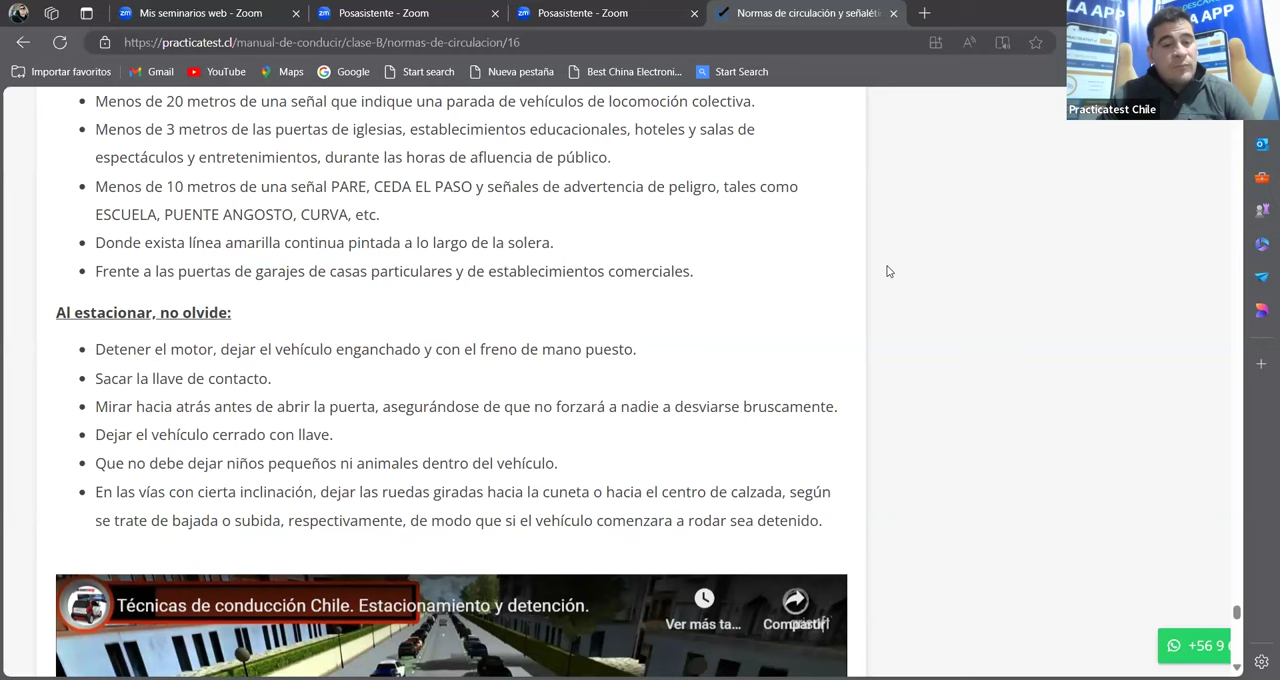 Mis seminarios web - Zoom
Posasistente - Zoom
Posasistente - Zoom
Normas de circulación y señaléti
https://practicatest.cl/manual-de-conducir/clase-B/normas-de-circulacion/16
Importar favoritos
Gmail
YouTube
Maps
Google
Start search
Nueva pestaña
Best China Electroni...
Start Search
LA APP
DESCARG
LA APP
Practicatest Chile
• Menos de 20 metros de una señal que indique una parada de vehículos de locomoción colectiva.
• Menos de 3 metros de las puertas de iglesias, establecimientos educacionales, hoteles y salas de
espectáculos y entretenimientos, durante las horas de afluencia de público.
• Menos de 10 metros de una señal PARE, CEDA EL PASO y señales de advertencia de peligro, tales como
ESCUELA, PUENTE ANGOSTO, CURVA, etc.
• Donde exista línea amarilla continua pintada a lo largo de la solera.
• Frente a las puertas de garajes de casas particulares y de establecimientos comerciales.
Al estacionar, no olvide:
• Detener el motor, dejar el vehículo enganchado y con el freno de mano puesto.
• Sacar la llave de contacto.
• Mirar hacia atrás antes de abrir la puerta, asegurándose de que no forzará a nadie a desviarse bruscamente.
• Dejar el vehículo cerrado con llave.
• Que no debe dejar niños pequeños ni animales dentro del vehículo.
• En las vías con cierta inclinación, dejar las ruedas giradas hacia la cuneta o hacia el centro de calzada, según
se trate de bajada o subida, respectivamente, de modo que si el vehículo comenzara a rodar sea detenido.
Técnicas de conducción Chile. Estacionamiento y detención.
Ver más ta...
Compartir
+56 9